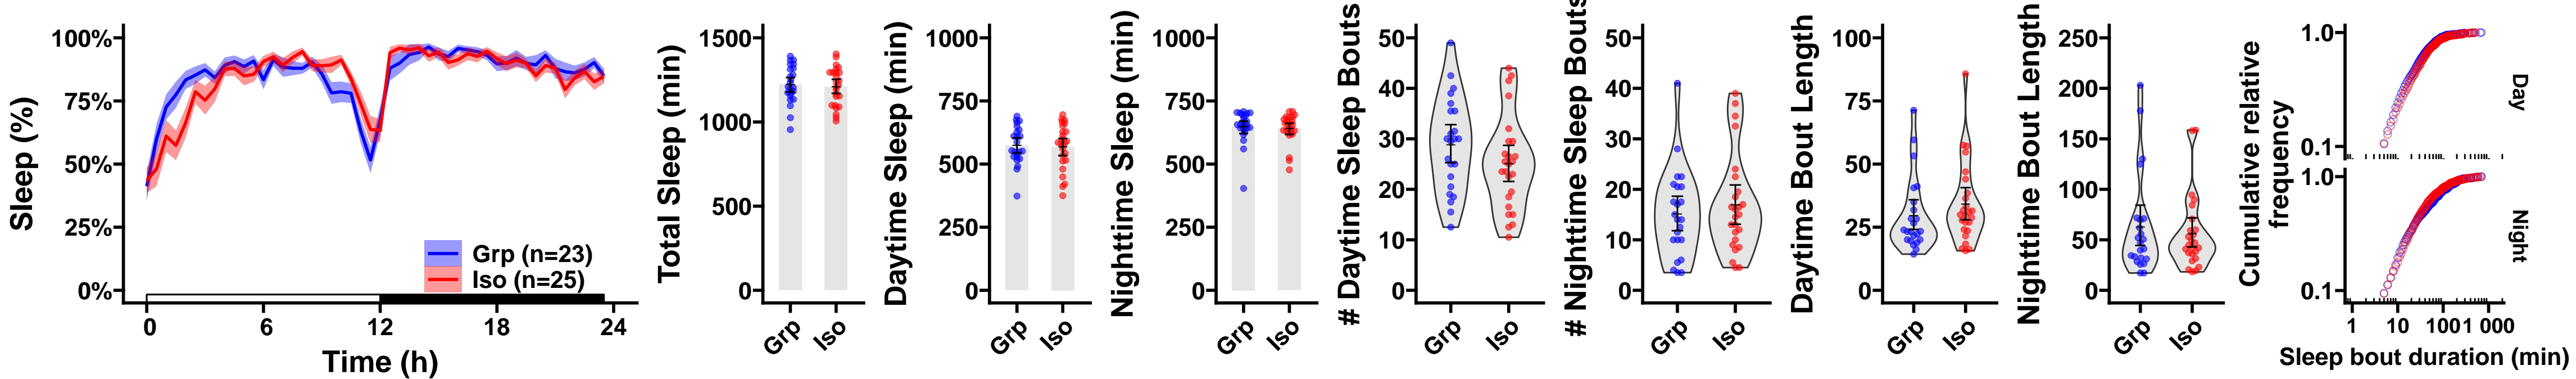 Sleep (%)
100%
75%
50%
25%
0%
Grp (n=23)
Iso (n=25)
0 6 12 18 24
Time (h)
Total Sleep (min)
1500
1000
500
0
Grp Iso
Daytime Sleep (min)
1000
750
500
250
0
Grp Iso
Nighttime Sleep (min)
1000
750
500
250
0
Grp Iso
# Daytime Sleep Bouts
50
40
30
20
10
0
Grp Iso
# Nighttime Sleep Bouts
50
40
30
20
10
0
Grp Iso
Daytime Bout Length
100
75
50
25
0
Grp Iso
Nighttime Bout Length
250
200
150
100
50
0
Grp Iso
Cumulative relative
frequency
1.0
0.1
Day
1.0
0.1
Night
1 10 100 1 000
Sleep bout duration (min)